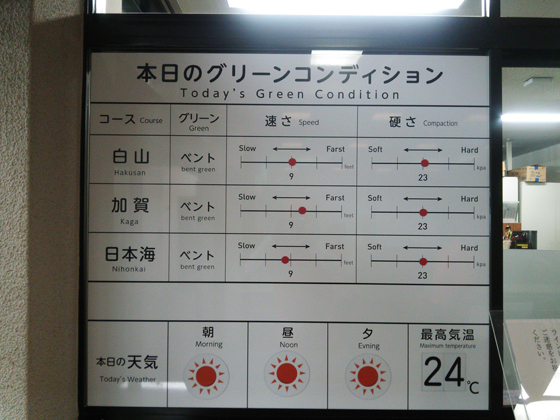 本日のグリーンコンディション
Today's Green Condition
コース Course
グリーン Green
速さ Speed
硬さ Compaction
白山
Hakusan
ベント
bent green
Slow Farst
feet
9
Soft Hard
kpa
23
加賀
Kaga
ベント
bent green
Slow Farst
feet
9
Soft Hard
kpa
23
日本海
Nihonkai
ベント
bent green
Slow Farst
feet
9
Soft Hard
kpa
23
本日の天気
Today's Weather
朝
Morning
昼
Noon
夕
Evning
最高気温
Maximum temperature
24℃
ください。